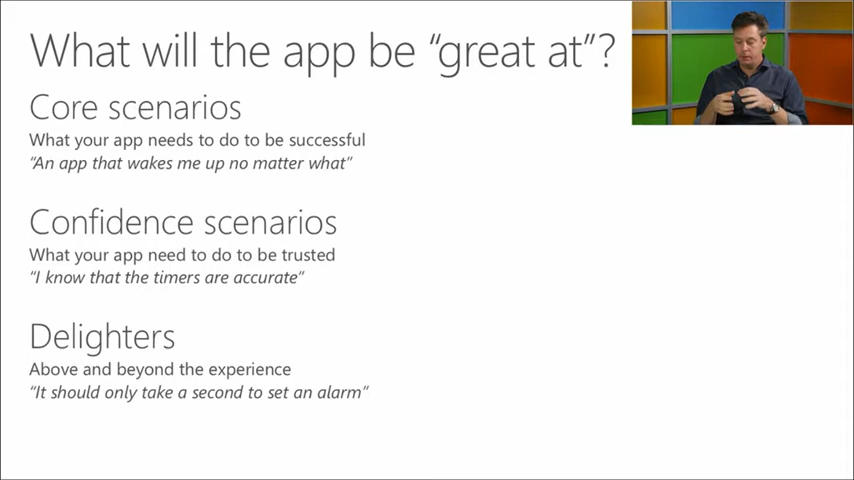 What will the app be “great at”?
Core scenarios
What your app needs to do to be successful
“An app that wakes me up no matter what”
Confidence scenarios
What your app need to do to be trusted
“I know that the timers are accurate”
Delighters
Above and beyond the experience
“It should only take a second to set an alarm”